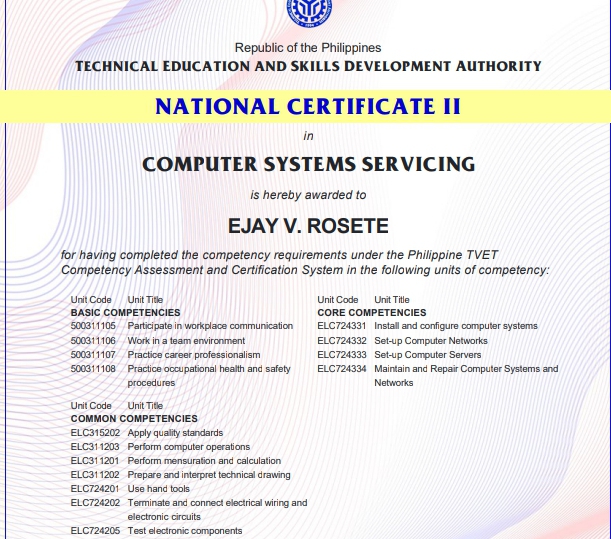 Republic of the Philippines
TECHNICAL EDUCATION AND SKILLS DEVELOPMENT AUTHORITY
NATIONAL CERTIFICATE II
in
COMPUTER SYSTEMS SERVICING
is hereby awarded to
EJAY V. ROSETE
for having completed the competency requirements under the Philippine TVET
Competency Assessment and Certification System in the following units of competency:
Unit Code Unit Title
BASIC COMPETENCIES
500311105 Participate in workplace communication
500311106 Work in a team environment
500311107 Practice career professionalism
500311108 Practice occupational health and safety
procedures
Unit Code Unit Title
CORE COMPETENCIES
ELC724331 Install and configure computer systems
ELC724332 Set-up Computer Networks
ELC724333 Set-up Computer Servers
ELC724334 Maintain and Repair Computer Systems and
Networks
Unit Code Unit Title
COMMON COMPETENCIES
ELC315202 Apply quality standards
ELC311203 Perform computer operations
ELC311201 Perform mensuration and calculation
ELC311202 Prepare and interpret technical drawing
ELC724201 Use hand tools
ELC724202 Terminate and connect electrical wiring and
electronic circuits
ELC724205 Test electronic components